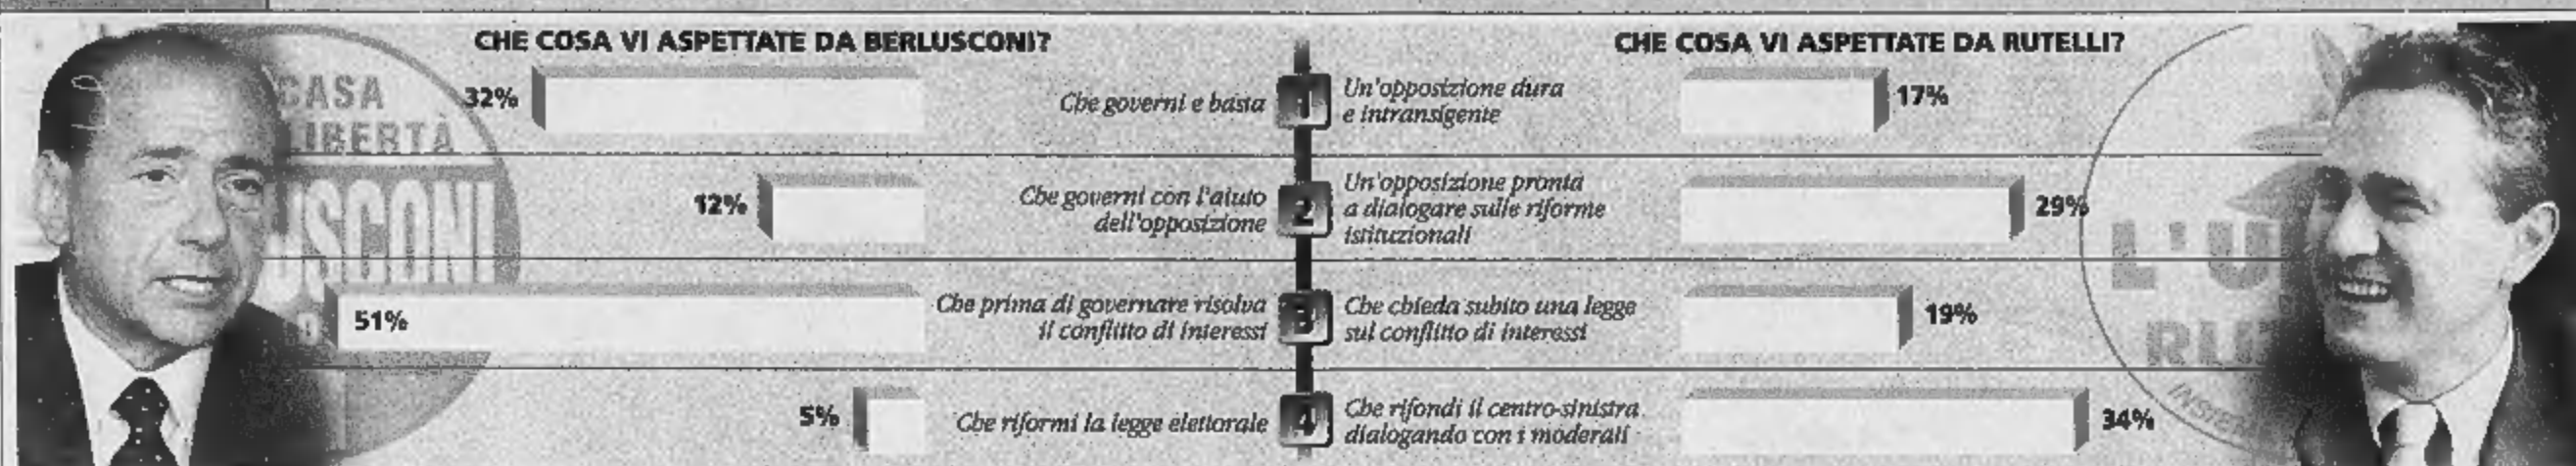 CHE COSA VI ASPETTATE DA BERLUSCONI?
32%
Che governi e basta
12%
Che governi con l'aiuto
dell'opposizione
51%
Che prima di governare risolva
il conflitto di interessi
5%
Che riformi la legge elettorale
1
2
3
4
CHE COSA VI ASPETTATE DA RUTELLI?
Un'opposizione dura
e intransigente
17%
Un'opposizione pronta
a dialogare sulle riforme
istituzionali
29%
Che chieda subito una legge
sul conflitto di interessi
19%
Che rifondi il centro-sinistra
dialogando con i moderati
34%
CASA
LIBERTÀ
USCONI
L'U
RUT
INSIE